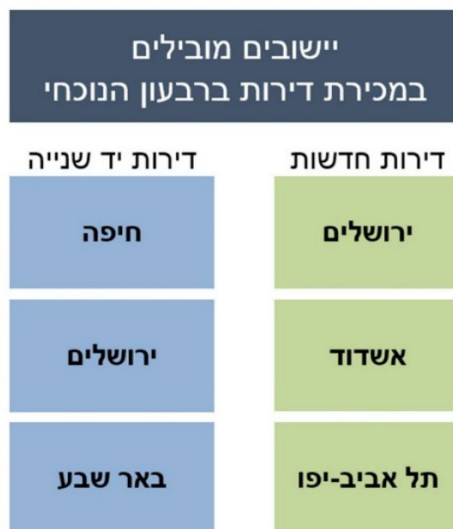 יישובים מובילים
במכירת דירות ברבעון הנוכחי
דירות חדשות
ירושלים
אשדוד
תל אביב-יפו
דירות יד שנייה
חיפה
ירושלים
באר שבע